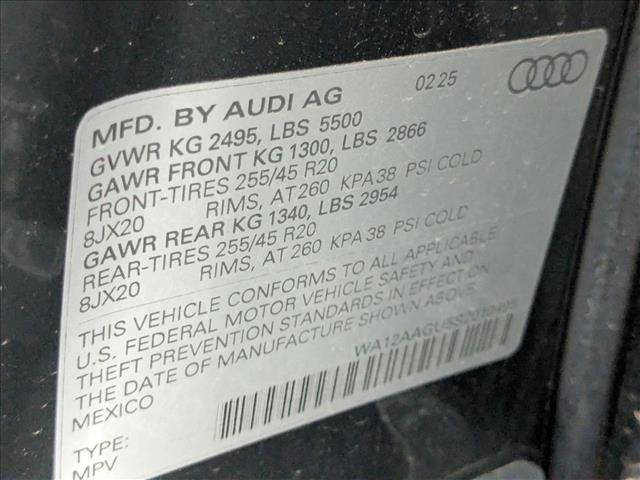 MFD. BY AUDI AG 02 25
GVWR KG 2495, LBS 5500
GAWR FRONT KG 1300, LBS 2866
FRONT-TIRES 255/45 R20
8JX20 RIMS, AT 260 KPA 38 PSI COLD
GAWR REAR KG 1340, LBS 2954
REAR-TIRES 255/45 R20
8JX20 RIMS, AT 260 KPA 38 PSI COLD
THIS VEHICLE CONFORMS TO ALL APPLICABLE
U.S. FEDERAL MOTOR VEHICLE SAFETY AND
THEFT PREVENTION STANDARDS IN EFFECT ON
THE DATE OF MANUFACTURE SHOWN ABOVE.
MEXICO
TYPE:
MPV